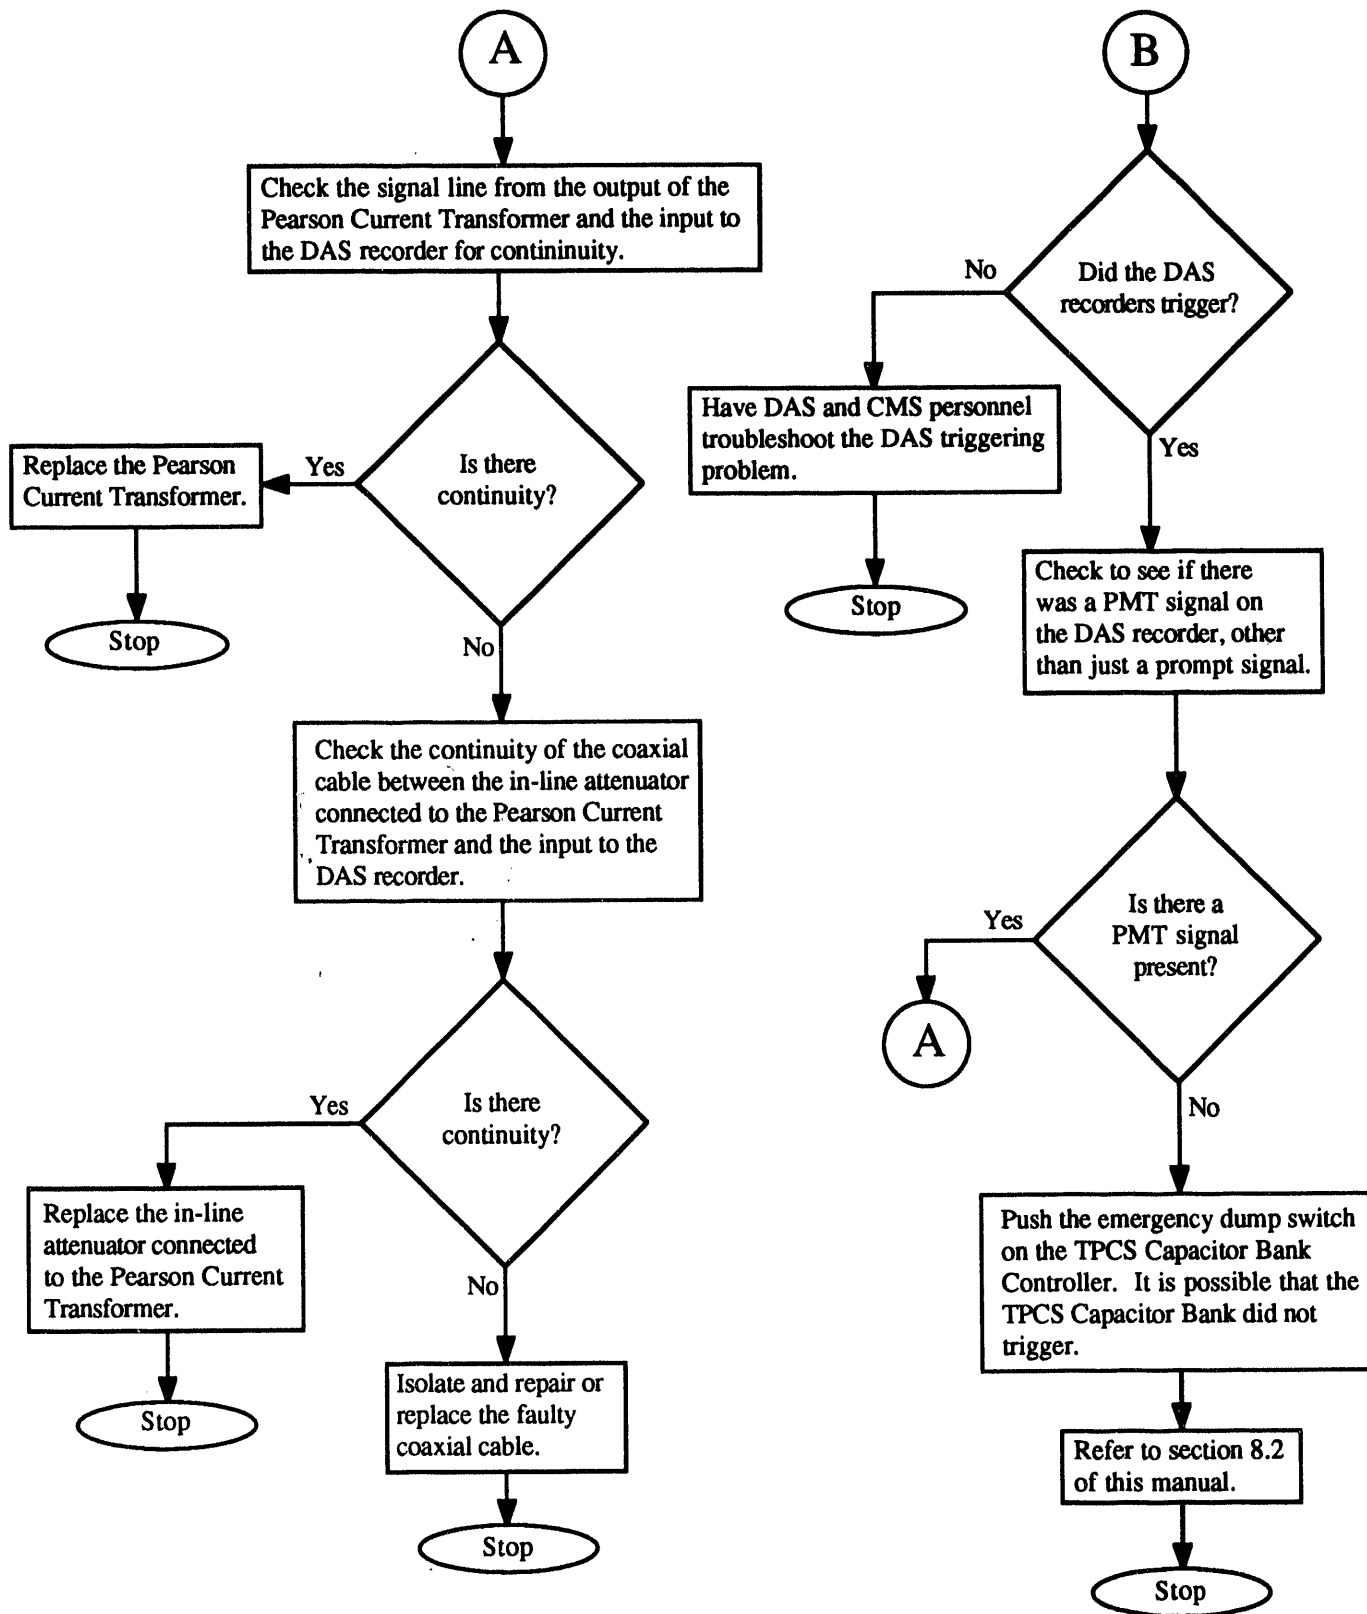 A
Check the signal line from the output of the
Pearson Current Transformer and the input to
the DAS recorder for contininuity.
Is there
continuity?
Yes
Replace the Pearson
Current Transformer.
Stop
No
Check the continuity of the coaxial
cable between the in-line attenuator
connected to the Pearson Current
Transformer and the input to the
DAS recorder.
Is there
continuity?
Yes
Replace the in-line
attenuator connected
to the Pearson Current
Transformer.
Stop
No
Isolate and repair or
replace the faulty
coaxial cable.
Stop
B
Did the DAS
recorders trigger?
No
Have DAS and CMS personnel
troubleshoot the DAS triggering
problem.
Stop
Yes
Check to see if there
was a PMT signal on
the DAS recorder, other
than just a prompt signal.
Is there a
PMT signal
present?
Yes
A
No
Push the emergency dump switch
on the TPCS Capacitor Bank
Controller.  It is possible that the
TPCS Capacitor Bank did not
trigger.
Refer to section 8.2
of this manual.
Stop